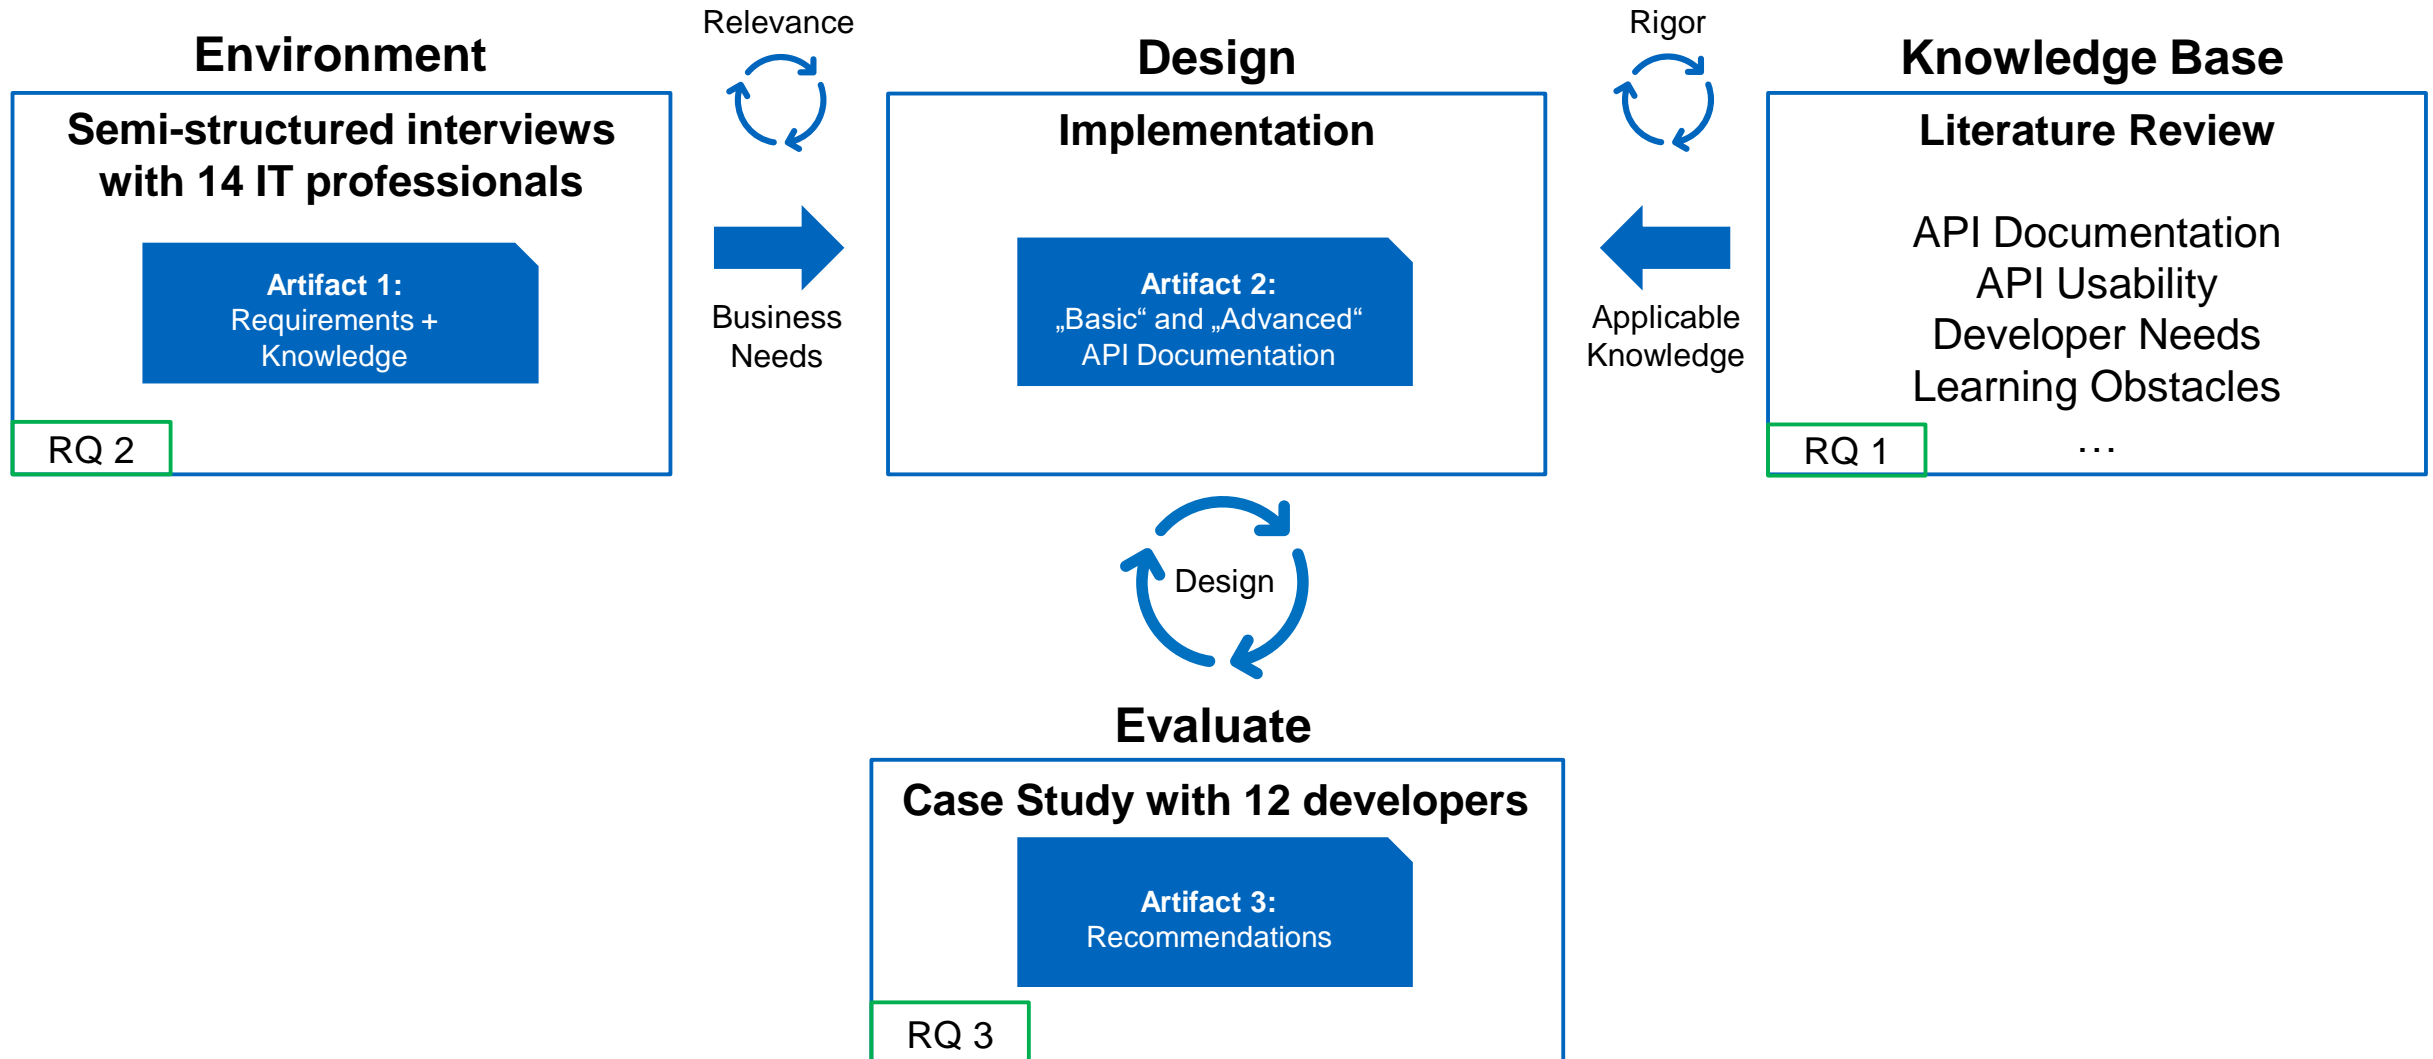 Environment
Semi-structured interviews
with 14 IT professionals
Artifact 1:
Requirements +
Knowledge
RQ 2
Relevance
Business
Needs
Design
Implementation
Artifact 2:
„Basic“ and „Advanced“
API Documentation
Rigor
Applicable
Knowledge
Knowledge Base
Literature Review
API Documentation
API Usability
Developer Needs
Learning Obstacles
…
RQ 1
Design
Evaluate
Case Study with 12 developers
Artifact 3:
Recommendations
RQ 3